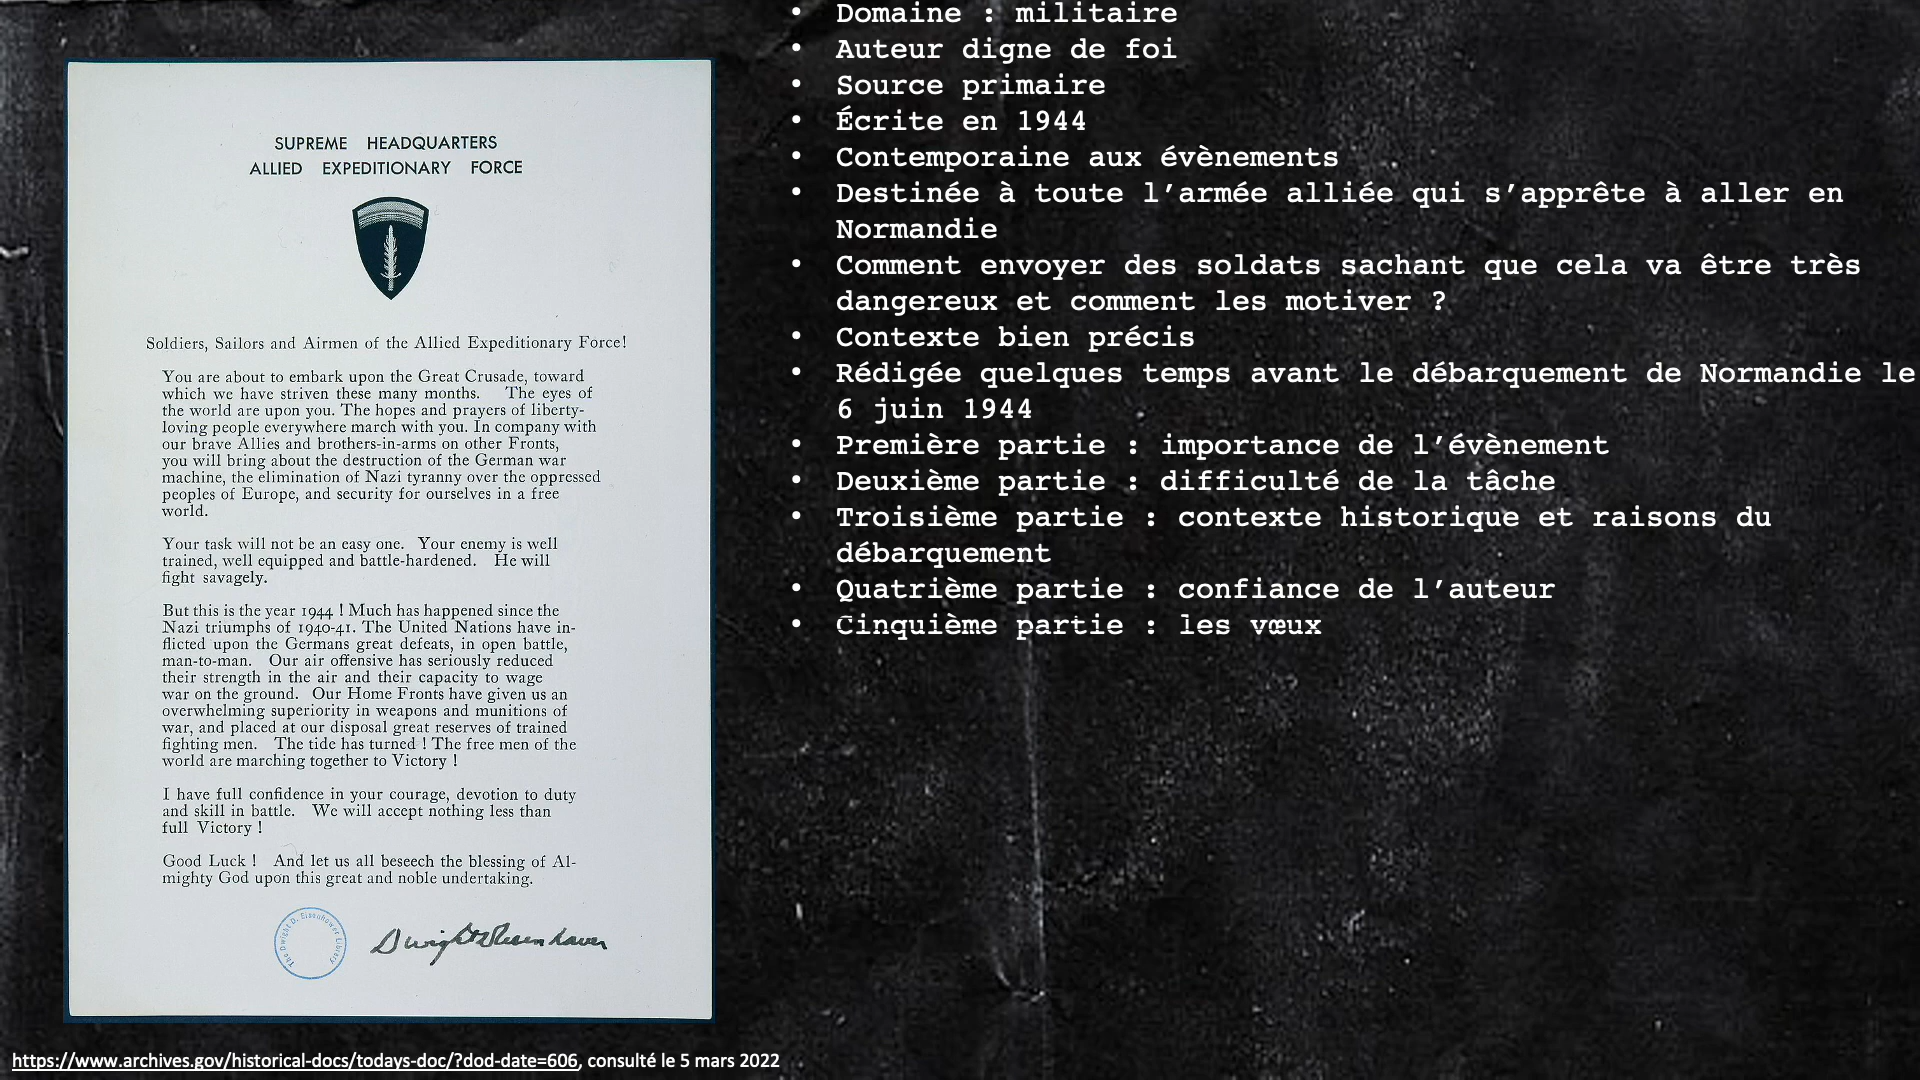 SUPREME HEADQUARTERS
ALLIED EXPEDITIONARY FORCE
Soldiers, Sailors and Airmen of the Allied Expeditionary Force!
You are about to embark upon the Great Crusade, toward
which we have striven these many months. The eyes of
the world are upon you. The hopes and prayers of liberty-
loving people everywhere march with you. In company with
our brave Allies and brothers-in-arms on other Fronts,
you will bring about the destruction of the German war
machine, the elimination of Nazi tyranny over the oppressed
peoples of Europe, and security for ourselves in a free
world.
Your task will not be an easy one. Your enemy is well
trained, well equipped and battle-hardened. He will
fight savagely.
But this is the year 1944 ! Much has happened since the
Nazi triumphs of 1940-41. The United Nations have in-
flicted upon the Germans great defeats, in open battle,
man-to-man. Our air offensive has seriously reduced
their strength in the air and their capacity to wage
war on the ground. Our Home Fronts have given us an
overwhelming superiority in weapons and munitions of
war, and placed at our disposal great reserves of trained
fighting men. The tide has turned ! The free men of the
world are marching together to Victory !
I have full confidence in your courage, devotion to duty
and skill in battle. We will accept nothing less than
full Victory !
Good Luck ! And let us all beseech the blessing of Al-
mighty God upon this great and noble undertaking.
The Dwight D. Eisenhower Library
Dwight D Eisenhower
https://www.archives.gov/historical-docs/todays-doc/?dod-date=606, consulté le 5 mars 2022
• Domaine : militaire
• Auteur digne de foi
• Source primaire
• Écrite en 1944
• Contemporaine aux évènements
• Destinée à toute l’armée alliée qui s’apprête à aller en
Normandie
• Comment envoyer des soldats sachant que cela va être très
dangereux et comment les motiver ?
• Contexte bien précis
• Rédigée quelques temps avant le débarquement de Normandie le
6 juin 1944
• Première partie : importance de l’évènement
• Deuxième partie : difficulté de la tâche
• Troisième partie : contexte historique et raisons du
débarquement
• Quatrième partie : confiance de l’auteur
• Cinquième partie : les vœux